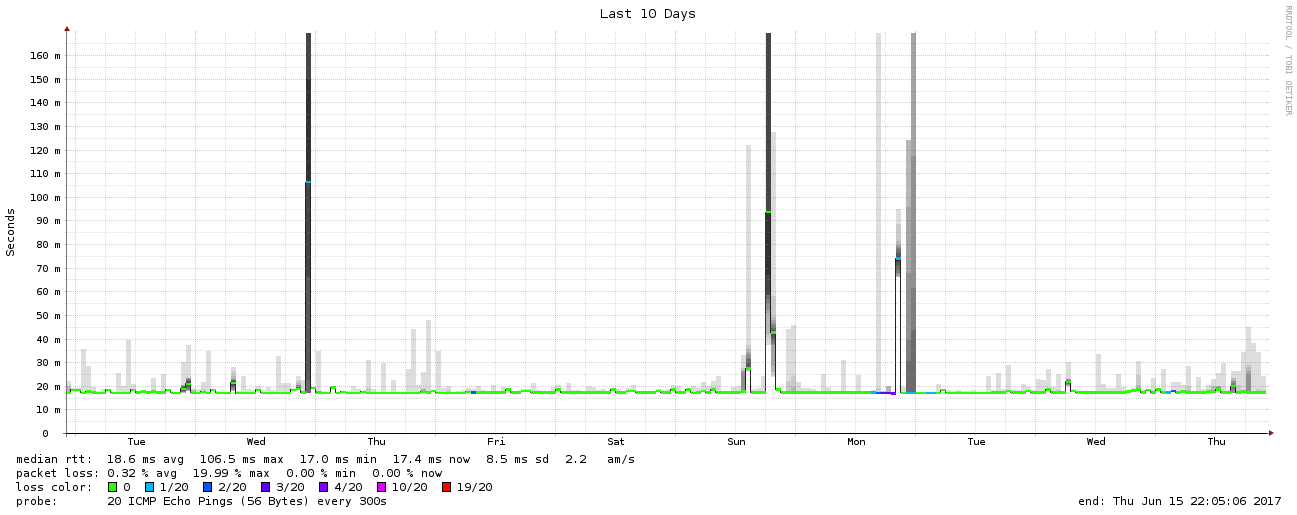 Last 10 Days
RRDTOOL / TOBI OETIKER
Seconds
160 m
150 m
140 m
130 m
120 m
110 m
100 m
90 m
80 m
70 m
60 m
50 m
40 m
30 m
20 m
10 m
0
Tue Wed Thu Fri Sat Sun Mon Tue Wed Thu
median rtt: 18.6 ms avg 106.5 ms max 17.0 ms min 17.4 ms now 8.5 ms sd 2.2 am/s
packet loss: 0.32 % avg 19.99 % max 0.00 % min 0.00 % now
loss color: 0 1/20 2/20 3/20 4/20 10/20 19/20
probe: 20 ICMP Echo Pings (56 Bytes) every 300s end: Thu Jun 15 22:05:06 2017